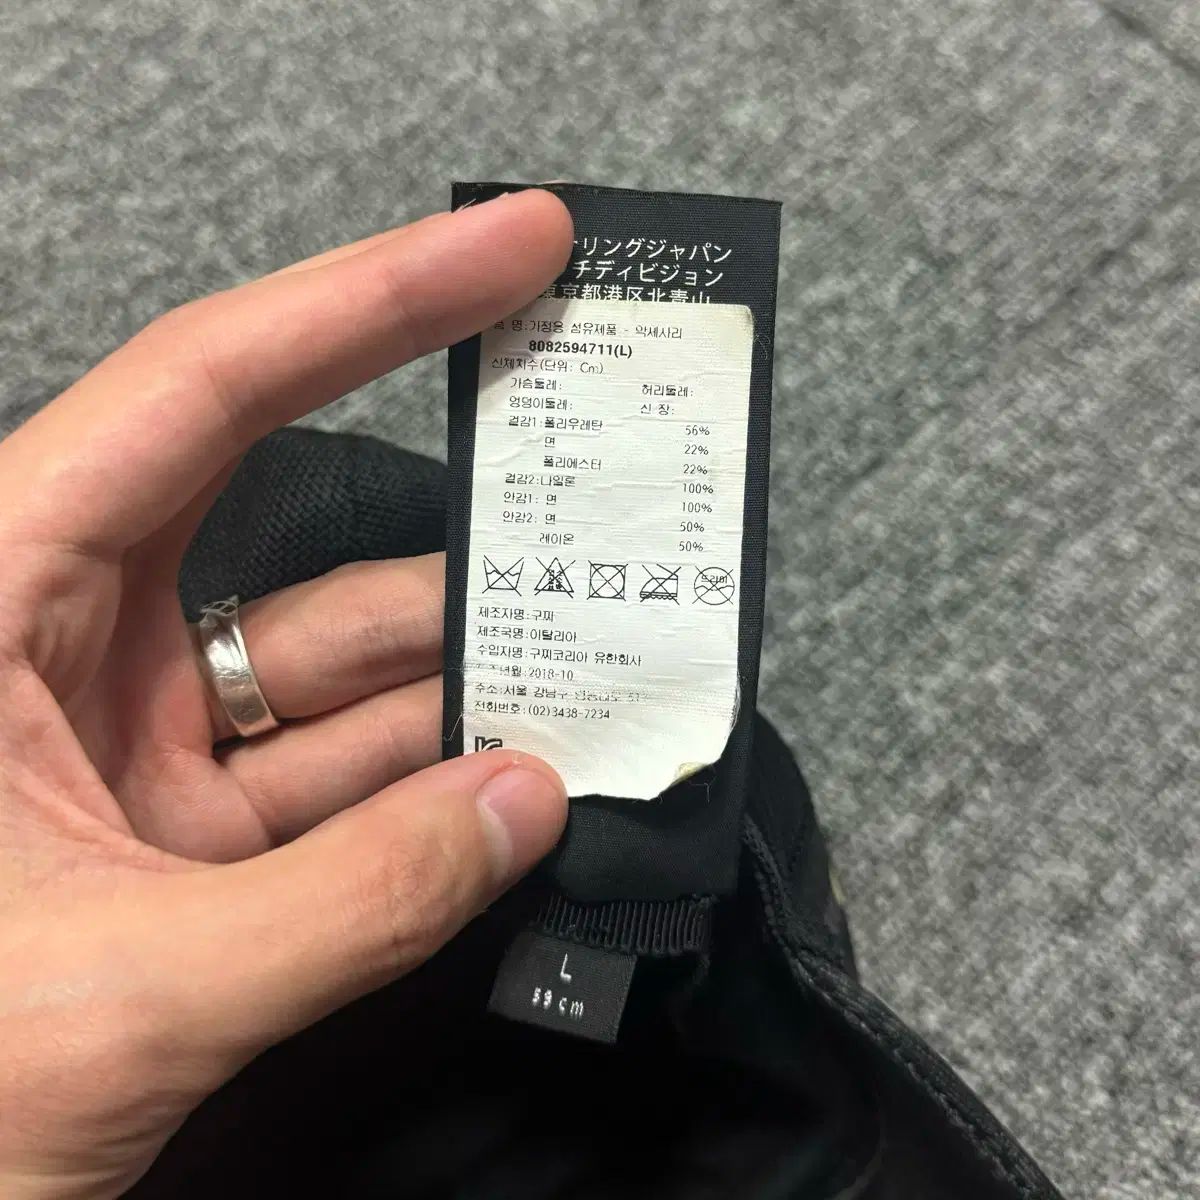 リングジャパン
チディビジョン
東京都港区北青山
명:가정용 섬유제품 - 악세사리
8082594711(L)
신체치수(단위: Cm)
가슴둘레: 허리둘레:
엉덩이둘레: 신 장:
겉감1:폴리우레탄 56%
면 22%
폴리에스터 22%
겉감2:나일론 100%
안감1: 면 100%
안감2: 면 50%
레이온 50%
드라이
제조자명:구찌
제조국명:이탈리아
수입자명:구찌코리아 유한회사
2018-10
주소:서울 강남구
전화번호:(02)3438-7234
L
59 cm